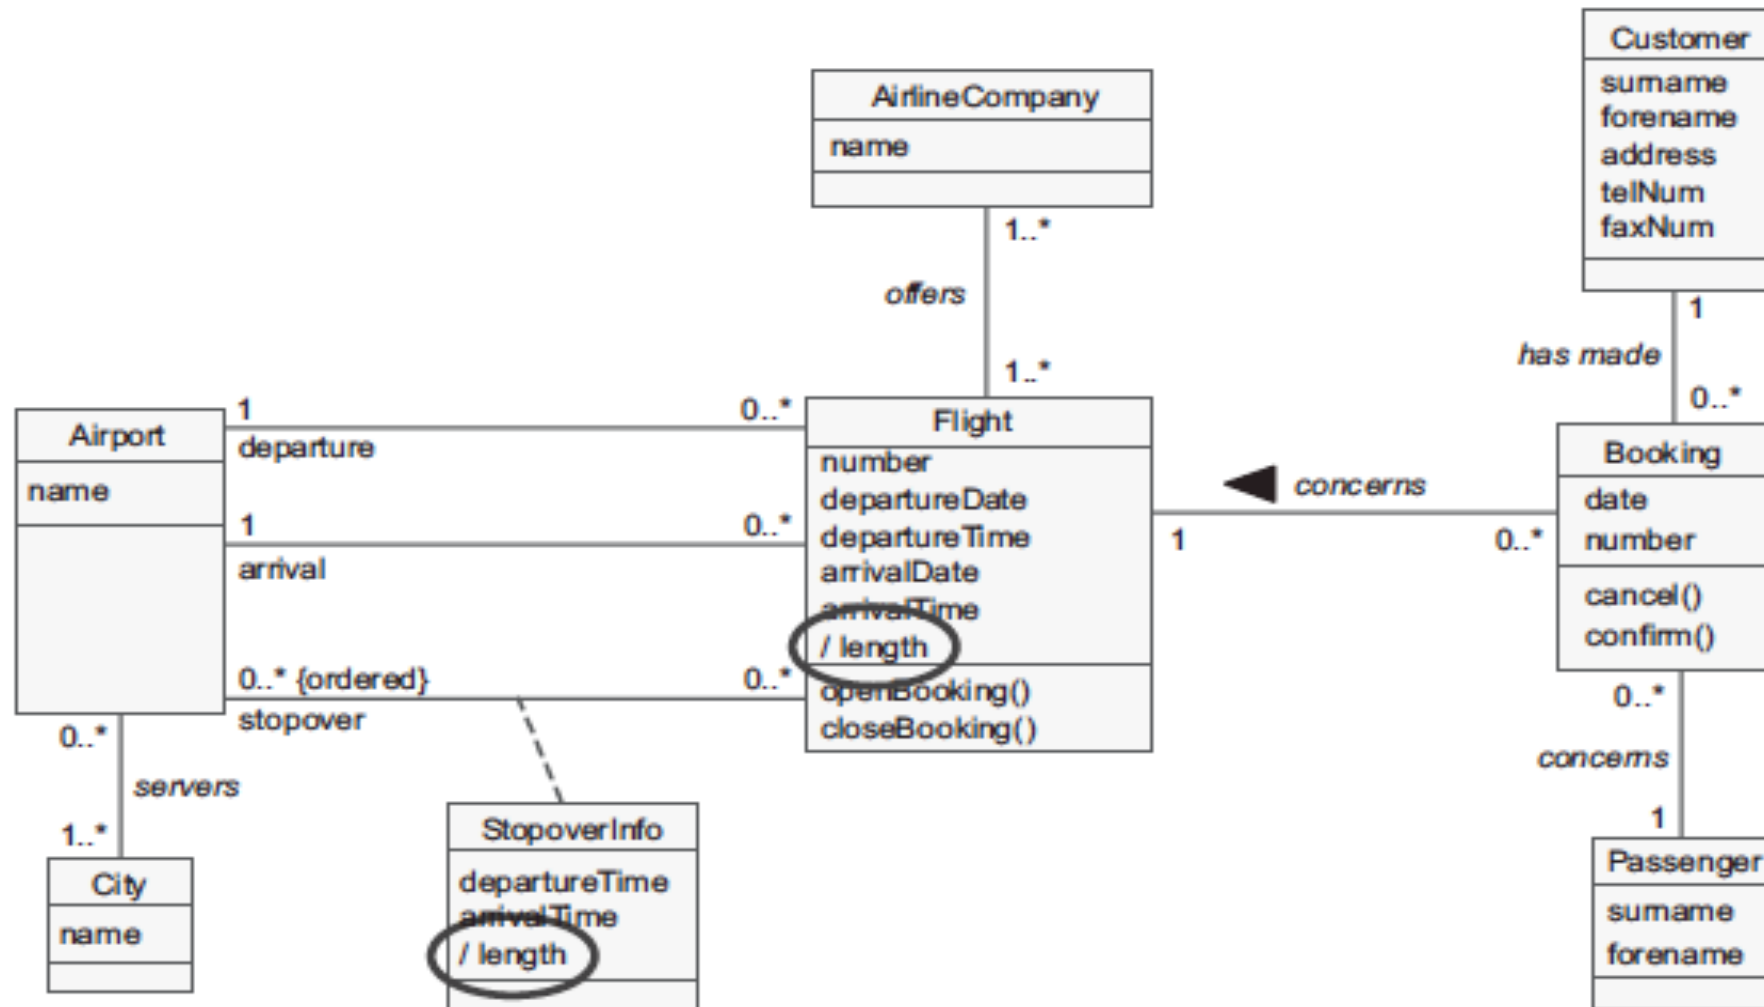 Customer
surname
forename
address
telNum
faxNum
AirlineCompany
name
1..*
offers
1..*
1
has made
0..*
Airport
name
1
departure
0..*
1
arrival
0..*
0..* {ordered}
stopover
0..*
Flight
number
departureDate
departureTime
arrivalDate
arrivalTime
/ length
openBooking()
closeBooking()
concerns
1
0..*
Booking
date
number
cancel()
confirm()
0..*
concerns
1
Passenger
surname
forename
0..*
servers
1..*
City
name
StopoverInfo
departureTime
arrivalTime
/ length